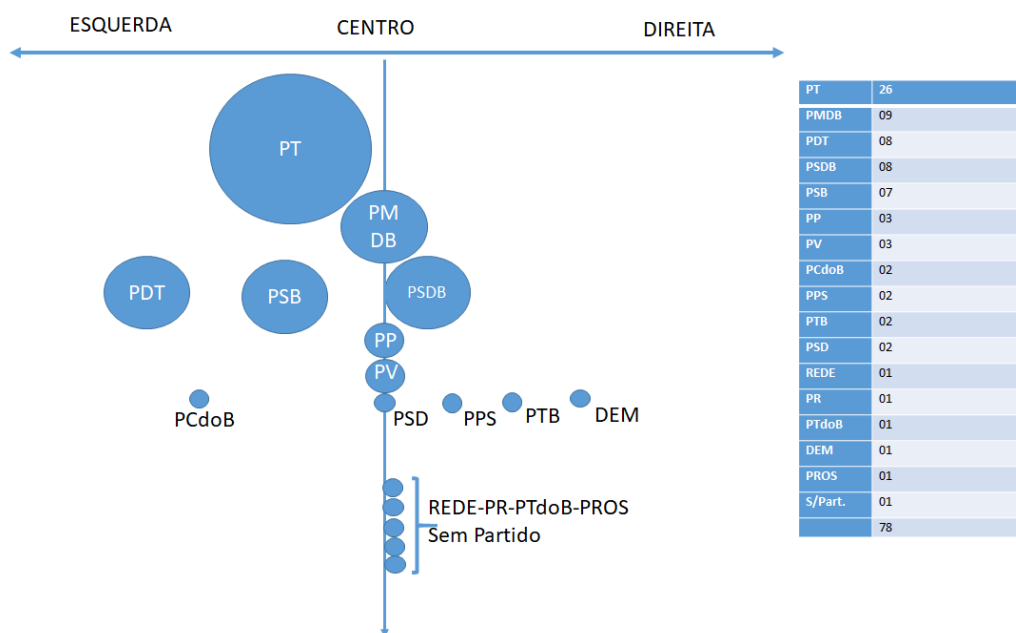 ESQUERDA CENTRO DIREITA
PT
PM
DB
PDT PSB PSDB
PP
PV
PCdoB PSD PPS PTB DEM
REDE-PR-PTdoB-PROS
Sem Partido
PT 26
PMDB 09
PDT 08
PSDB 08
PSB 07
PP 03
PV 03
PCdoB 02
PPS 02
PTB 02
PSD 02
REDE 01
PR 01
PTdoB 01
DEM 01
PROS 01
S/Part. 01
78